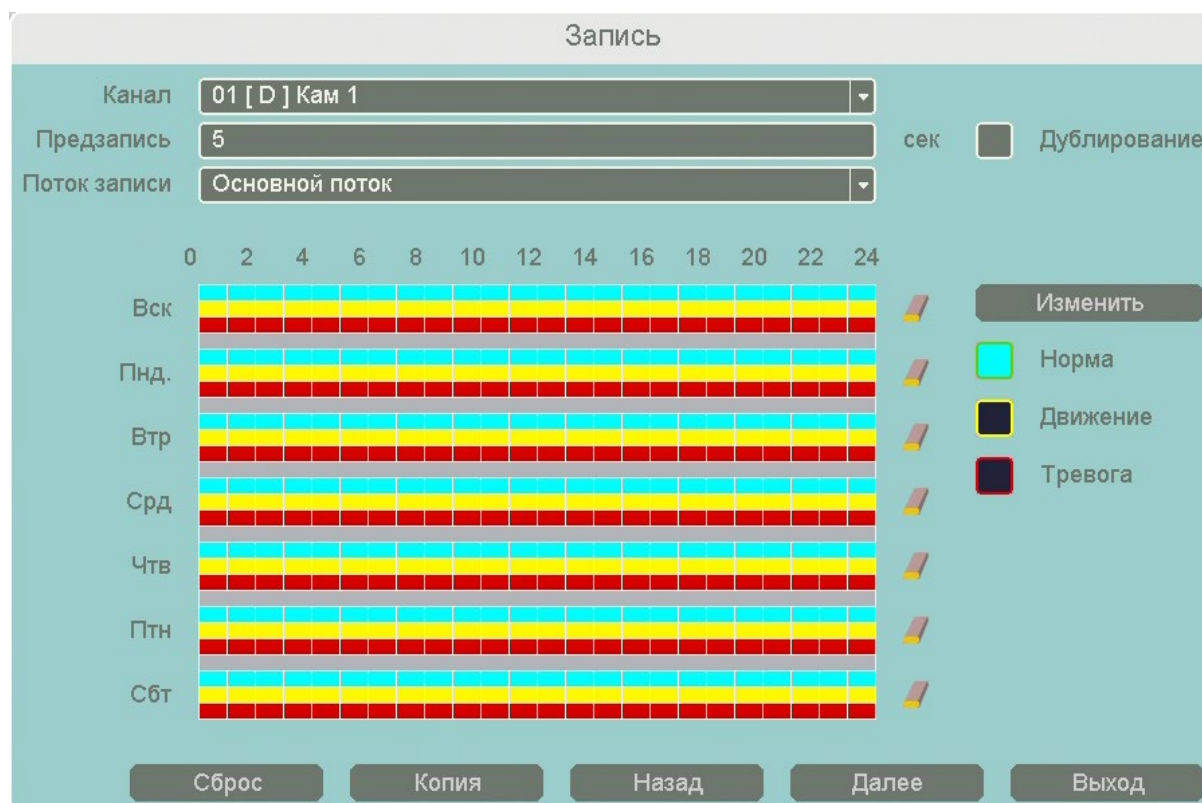 Запись
Канал 01 [ D ] Кам 1
Предзапись 5 сек Дублирование
Поток записи Основной поток
0 2 4 6 8 10 12 14 16 18 20 22 24
Вск Изменить
Пнд. Норма
Втр Движение
Срд Тревога
Чтв
Птн
Сбт
Сброс Копия Назад Далее Выход